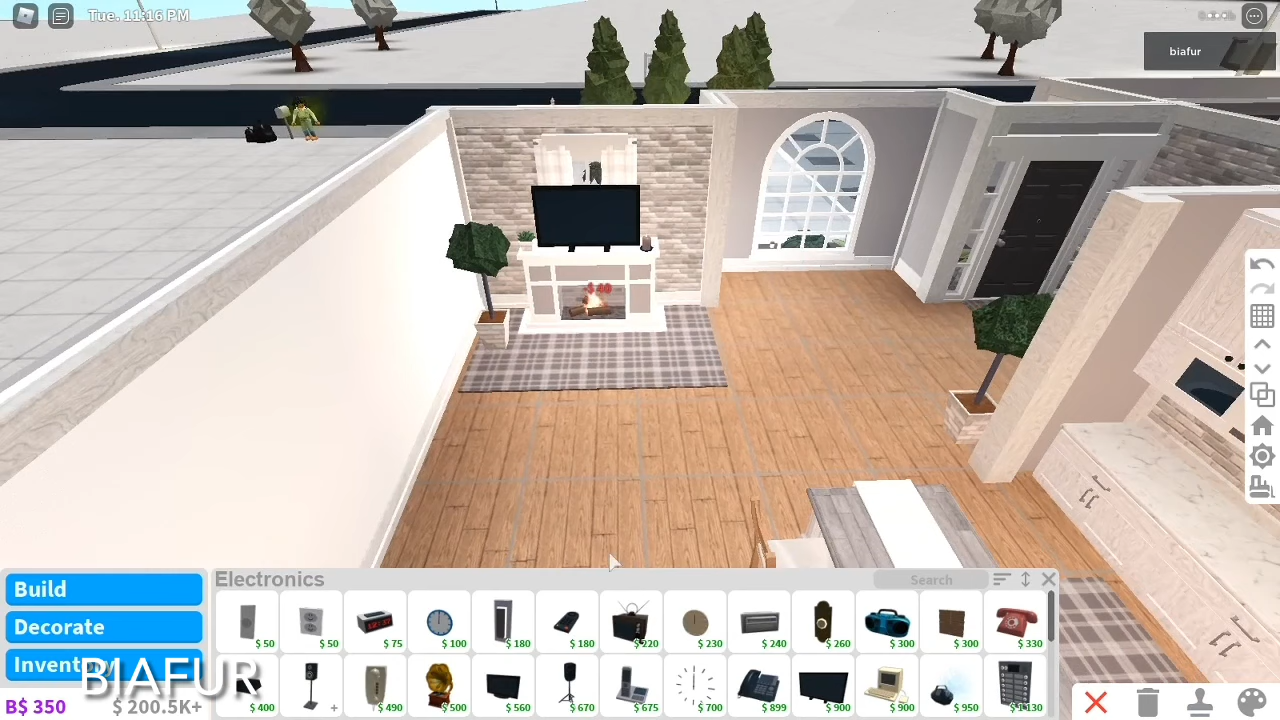 Tue. 11:16 PM
biafur
$ 40
Build
Decorate
Inventory
B$ 350
$ 200.5K+
BIAFUR
Electronics
Search
$ 50
$ 50
$ 75
$ 100
$ 180
$ 180
$ 220
$ 230
$ 240
$ 260
$ 300
$ 300
$ 330
$ 400
+
$ 490
$ 500
$ 560
$ 670
$ 675
$ 700
$ 899
$ 900
$ 900
$ 950
$ 1130